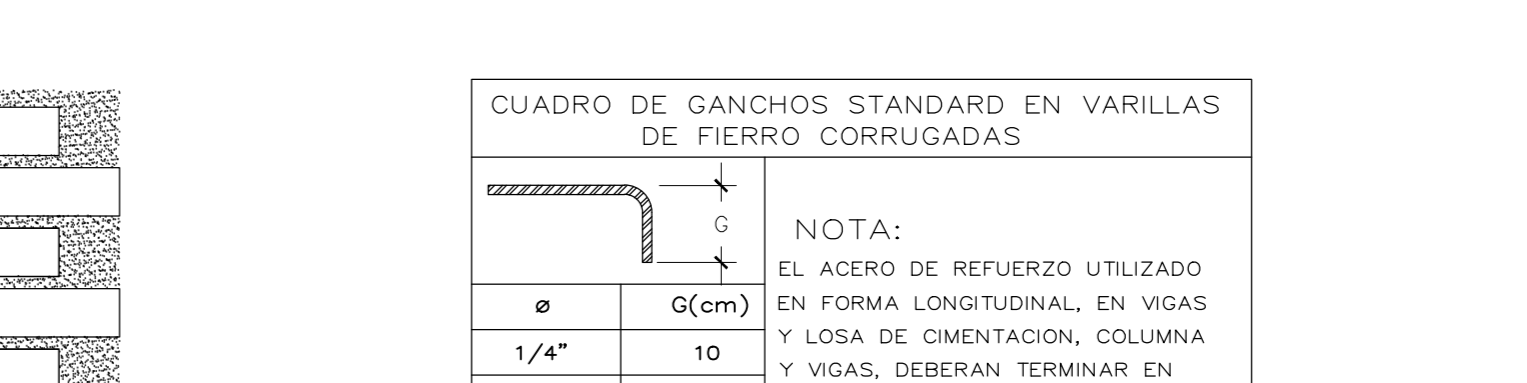 CUADRO DE GANCHOS STANDARD EN VARILLAS
DE FIERRO CORRUGADAS
G
Ø G(cm)
1/4" 10
NOTA:
EL ACERO DE REFUERZO UTILIZADO
EN FORMA LONGITUDINAL, EN VIGAS
Y LOSA DE CIMENTACION, COLUMNA
Y VIGAS, DEBERAN TERMINAR EN